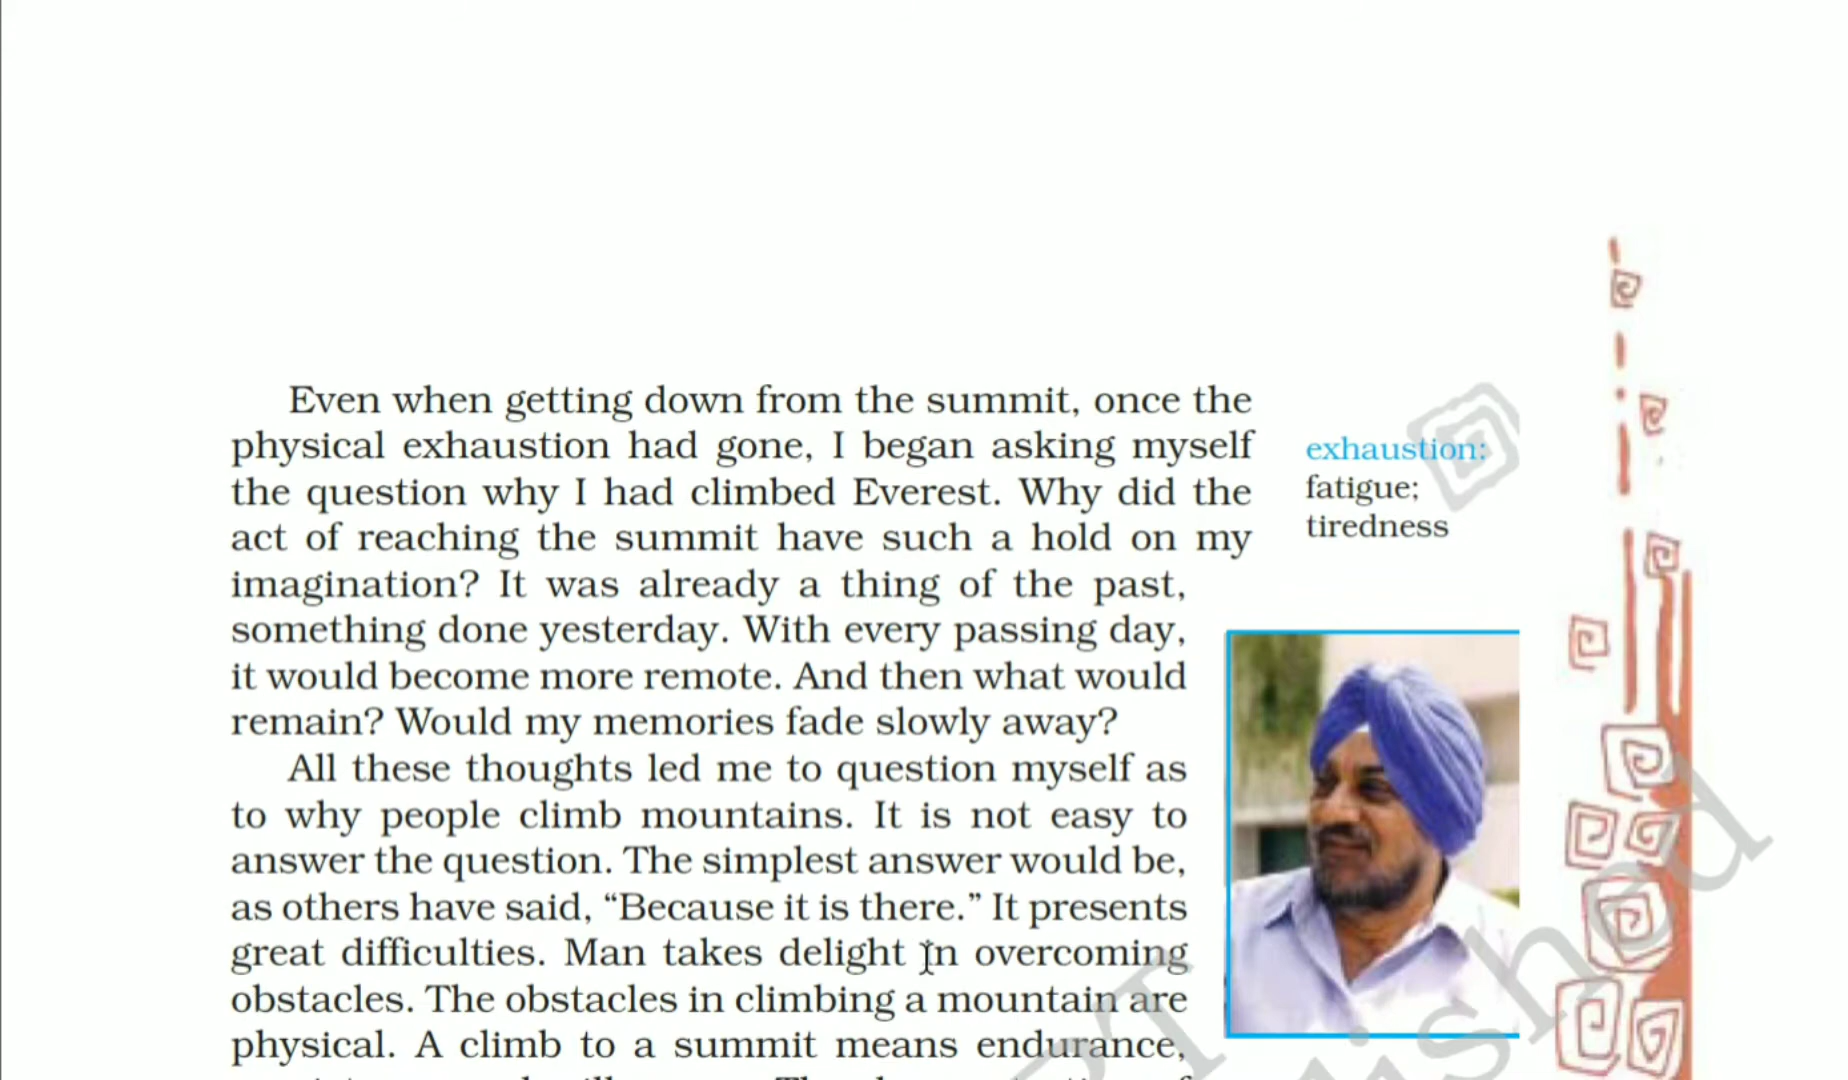 Even when getting down from the summit, once the
physical exhaustion had gone, I began asking myself
the question why I had climbed Everest. Why did the
act of reaching the summit have such a hold on my
imagination? It was already a thing of the past,
something done yesterday. With every passing day,
it would become more remote. And then what would
remain? Would my memories fade slowly away?
All these thoughts led me to question myself as
to why people climb mountains. It is not easy to
answer the question. The simplest answer would be,
as others have said, “Because it is there.” It presents
great difficulties. Man takes delight in overcoming
obstacles. The obstacles in climbing a mountain are
physical. A climb to a summit means endurance,
exhaustion:
fatigue;
tiredness